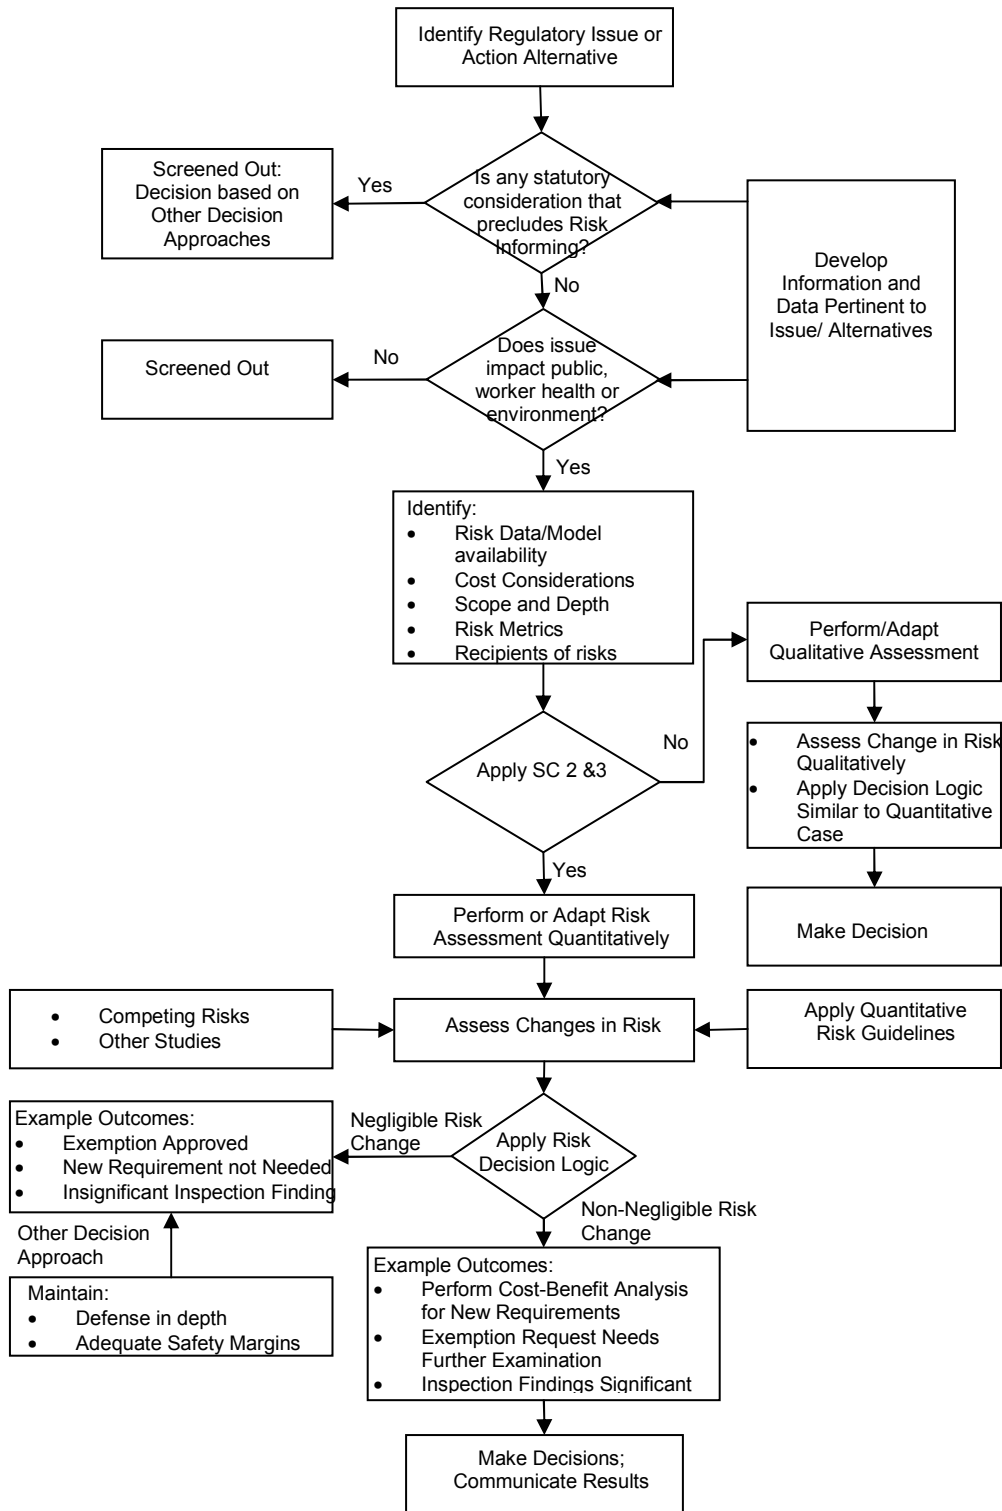 Identify Regulatory Issue or
Action Alternative
Screened Out:
Decision based on
Other Decision
Approaches
Yes
Is any statutory
consideration that
precludes Risk
Informing?
Develop
Information and
Data Pertinent to
Issue/ Alternatives
No
Screened Out
No
Does issue
impact public,
worker health or
environment?
Yes
Identify:
• Risk Data/Model
availability
• Cost Considerations
• Scope and Depth
• Risk Metrics
• Recipients of risks
Perform/Adapt
Qualitative Assessment
No
Apply SC 2 &3
• Assess Change in Risk
Qualitatively
• Apply Decision Logic
Similar to Quantitative
Case
Yes
Perform or Adapt Risk
Assessment Quantitatively
Make Decision
• Competing Risks
• Other Studies
Assess Changes in Risk
Apply Quantitative
Risk Guidelines
Example Outcomes:
• Exemption Approved
• New Requirement not Needed
• Insignificant Inspection Finding
Negligible Risk
Change
Apply Risk
Decision Logic
Non-Negligible Risk
Change
Other Decision
Approach
Maintain:
• Defense in depth
• Adequate Safety Margins
Example Outcomes:
• Perform Cost-Benefit Analysis
for New Requirements
• Exemption Request Needs
Further Examination
• Inspection Findings Significant
Make Decisions;
Communicate Results